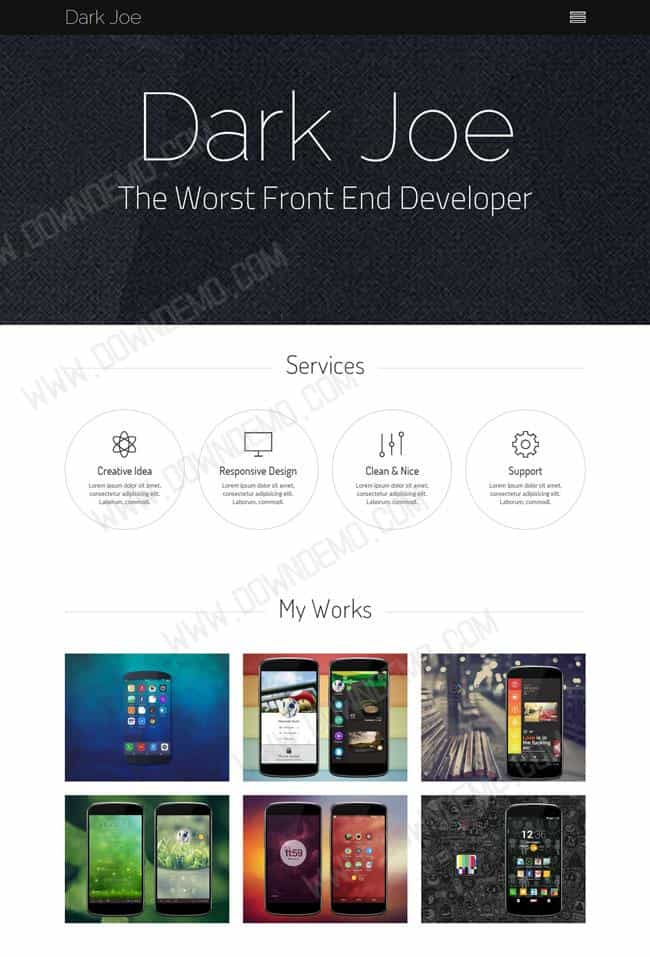 Dark Joe
Dark Joe
The Worst Front End Developer
Services
Creative Idea
Lorem ipsum dolor sit amet,
consectetur adipisicing elit.
Laborum, commodi.
Responsive Design
Lorem ipsum dolor sit amet,
consectetur adipisicing elit.
Laborum, commodi.
Clean & Nice
Lorem ipsum dolor sit amet,
consectetur adipisicing elit.
Laborum, commodi.
Support
Lorem ipsum dolor sit amet,
consectetur adipisicing elit.
Laborum, commodi.
My Works
11:59
12:36
WWW.DOWNDEMO.COM
WWW.DOWNDEMO.COM
WWW.DOWNDEMO.COM
WWW.DOWNDEMO.COM